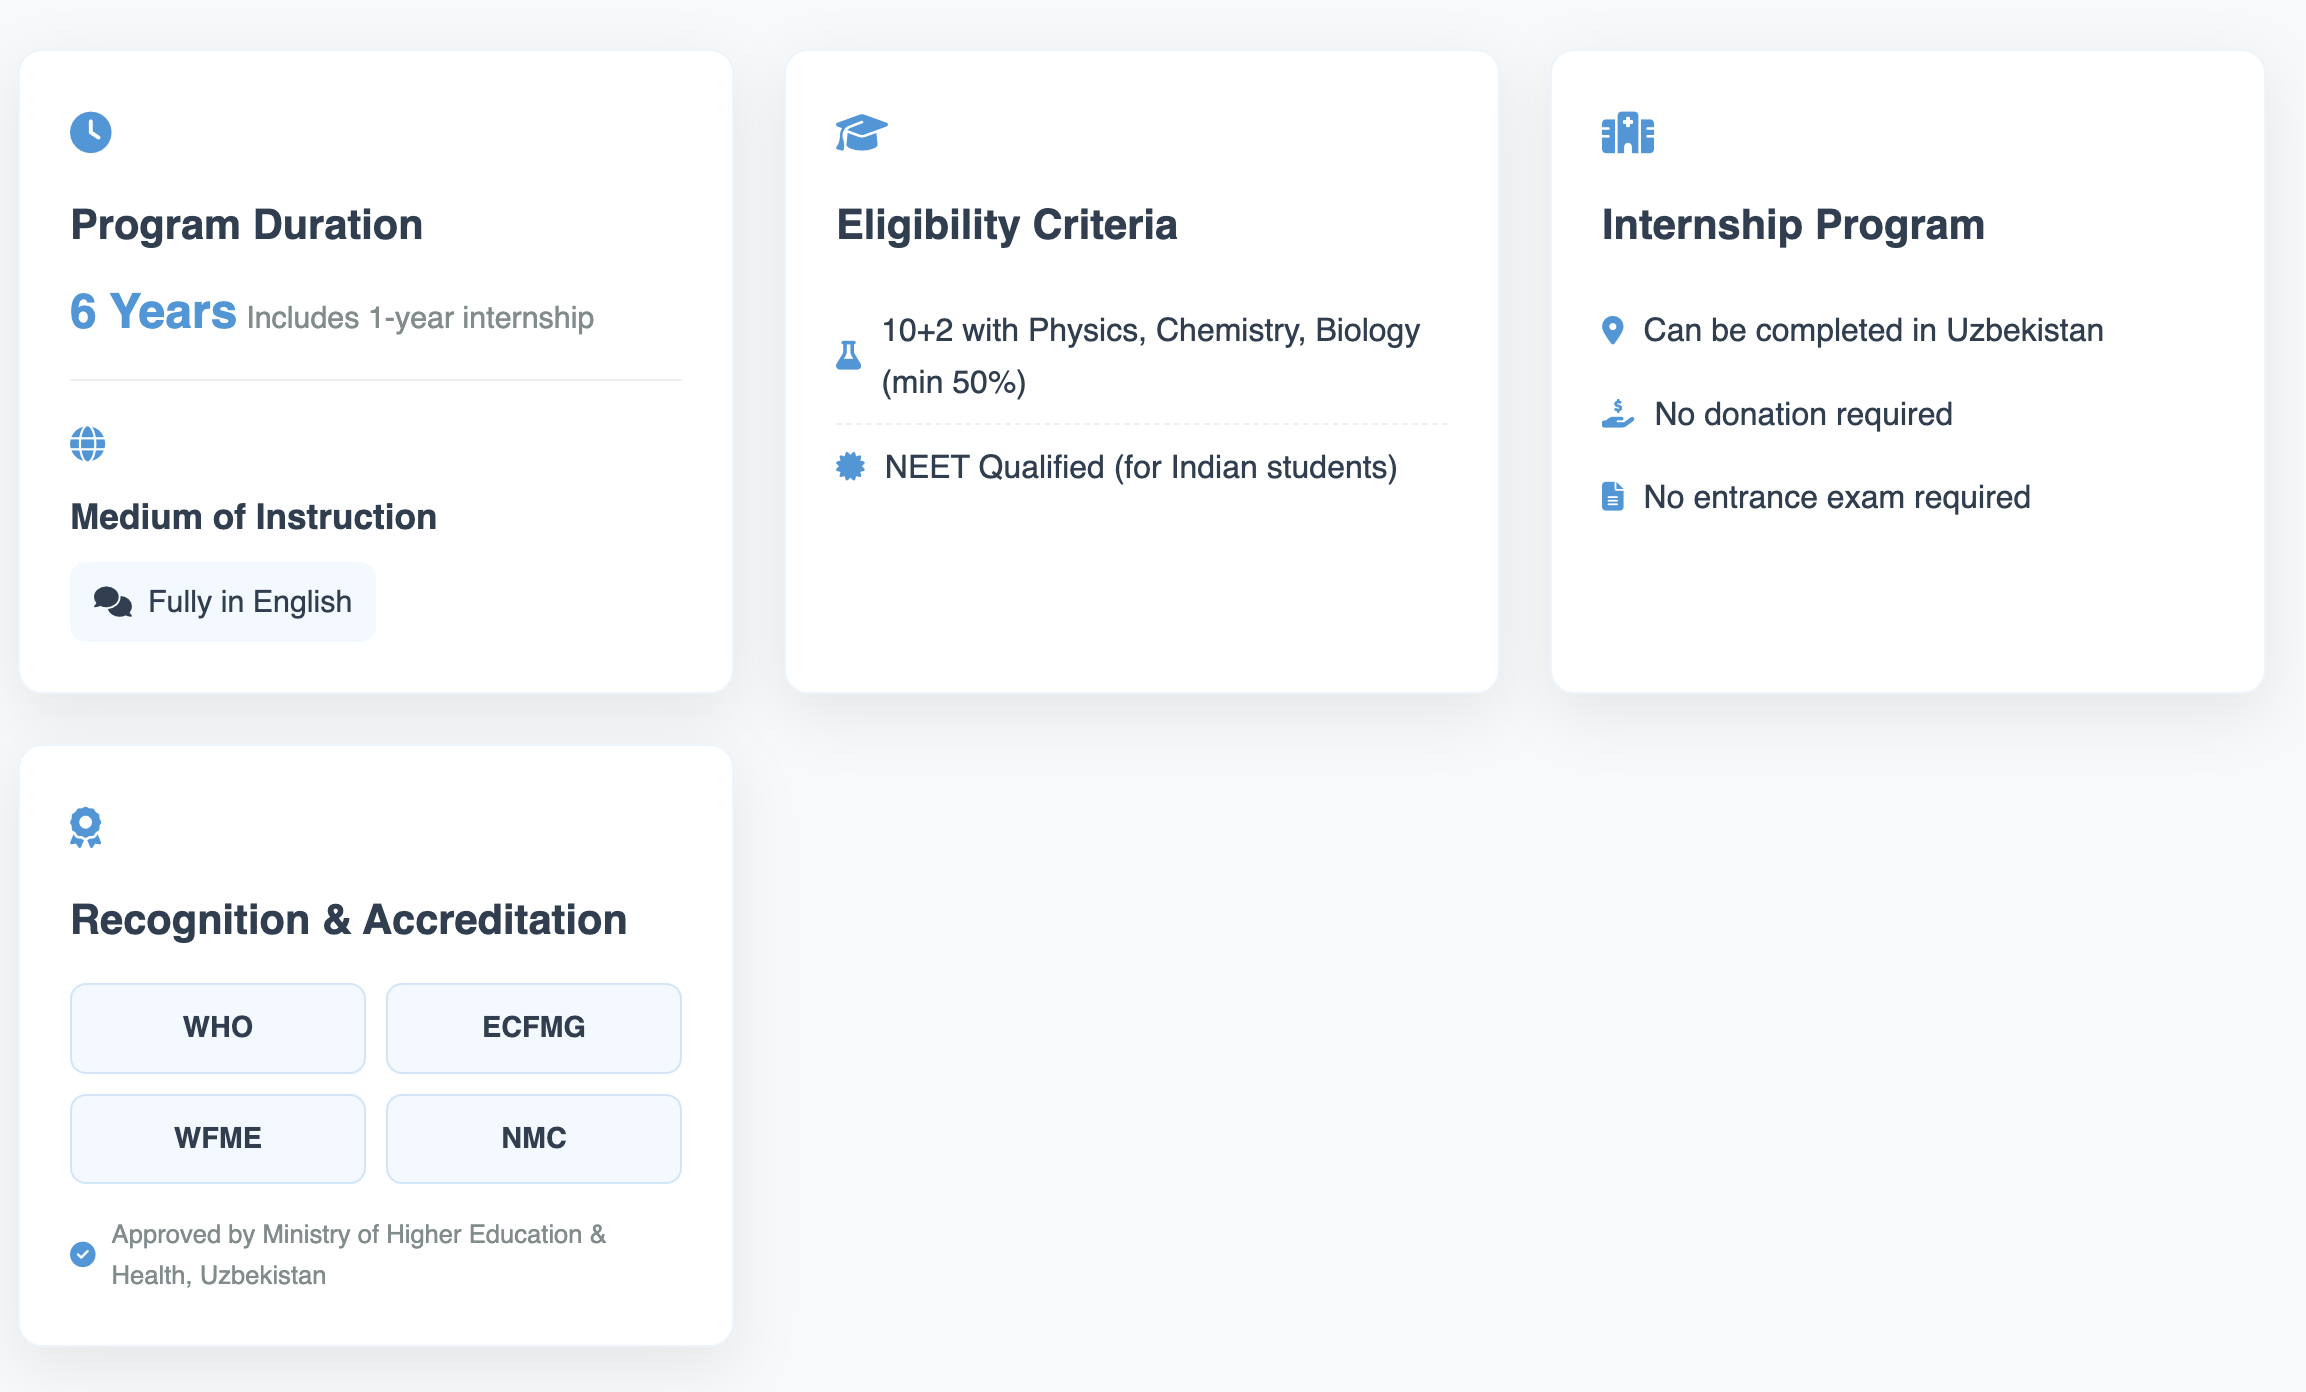 Program Duration
6 Years Includes 1-year internship
Medium of Instruction
Fully in English
Eligibility Criteria
10+2 with Physics, Chemistry, Biology
(min 50%)
NEET Qualified (for Indian students)
Internship Program
Can be completed in Uzbekistan
No donation required
No entrance exam required
Recognition & Accreditation
WHO
ECFMG
WFME
NMC
Approved by Ministry of Higher Education &
Health, Uzbekistan